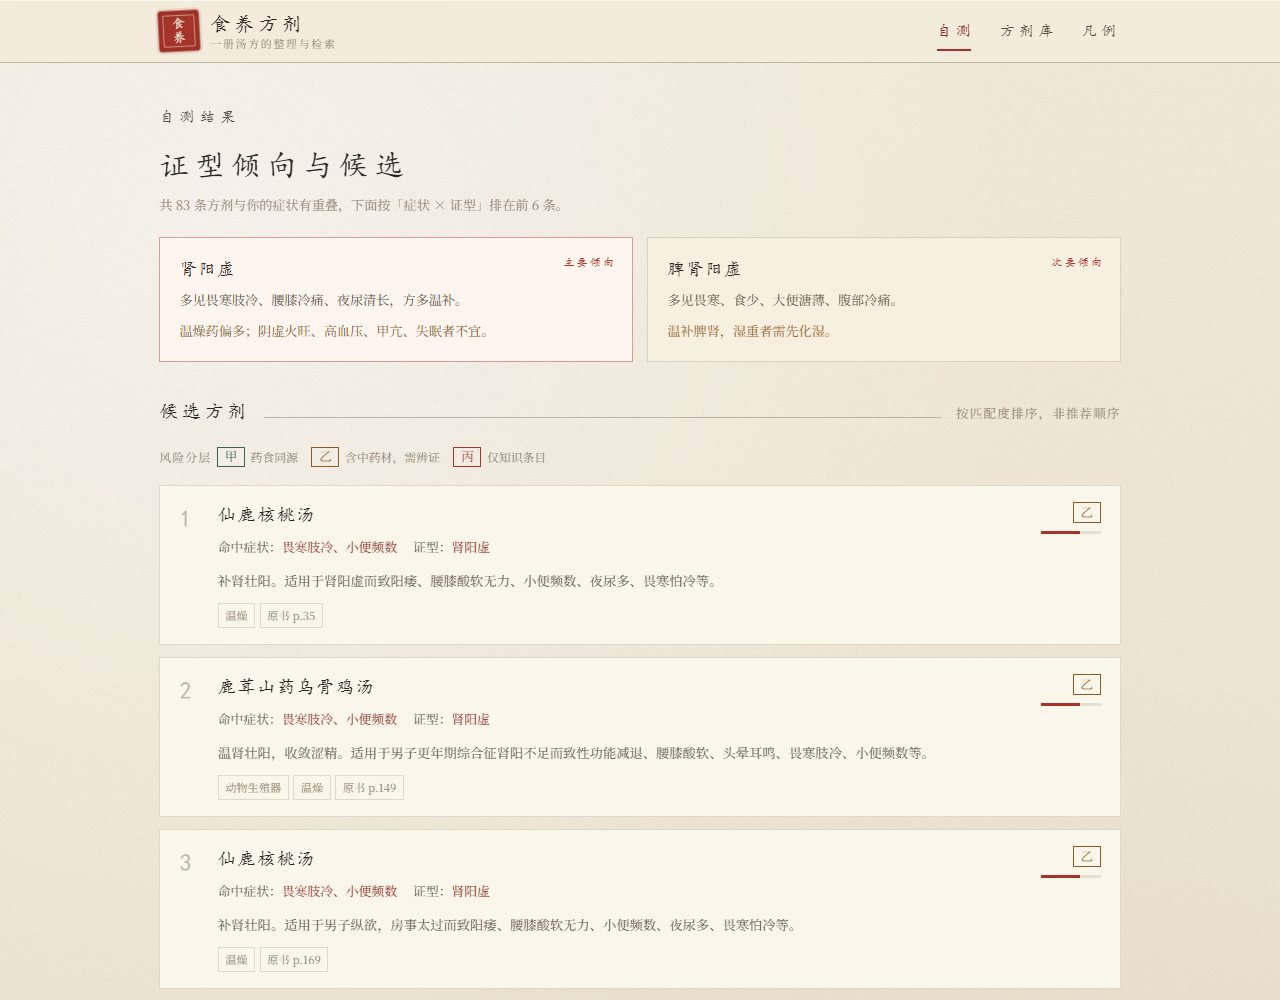 食养
食养方剂
一册汤方的整理与检索
自测 方剂库 凡例
自测结果
证型倾向与候选
共 83 条方剂与你的症状有重叠，下面按「症状 × 证型」排在前 6 条。
肾阳虚 主要倾向
多见畏寒肢冷、腰膝冷痛、夜尿清长，方多温补。
温燥药偏多；阴虚火旺、高血压、甲亢、失眠者不宜。
脾肾阳虚 次要倾向
多见畏寒、食少、大便溏薄、腹部冷痛。
温补脾肾，湿重者需先化湿。
候选方剂 按匹配度排序，非推荐顺序
风险分层 甲 药食同源 乙 含中药材，需辨证 丙 仅知识条目
1 仙鹿核桃汤 乙
命中症状：畏寒肢冷、小便频数 证型：肾阳虚
补肾壮阳。适用于肾阳虚而致阳痿、腰膝酸软无力、小便频数、夜尿多、畏寒怕冷等。
温燥 原书 p.35
2 鹿茸山药乌骨鸡汤 乙
命中症状：畏寒肢冷、小便频数 证型：肾阳虚
温肾壮阳，收敛涩精。适用于男子更年期综合征肾阳不足而致性功能减退、腰膝酸软、头晕耳鸣、畏寒肢冷、小便频数等。
动物生殖器 温燥 原书 p.149
3 仙鹿核桃汤 乙
命中症状：畏寒肢冷、小便频数 证型：肾阳虚
补肾壮阳。适用于男子纵欲，房事太过而致阳痿、腰膝酸软无力、小便频数、夜尿多、畏寒怕冷等。
温燥 原书 p.169